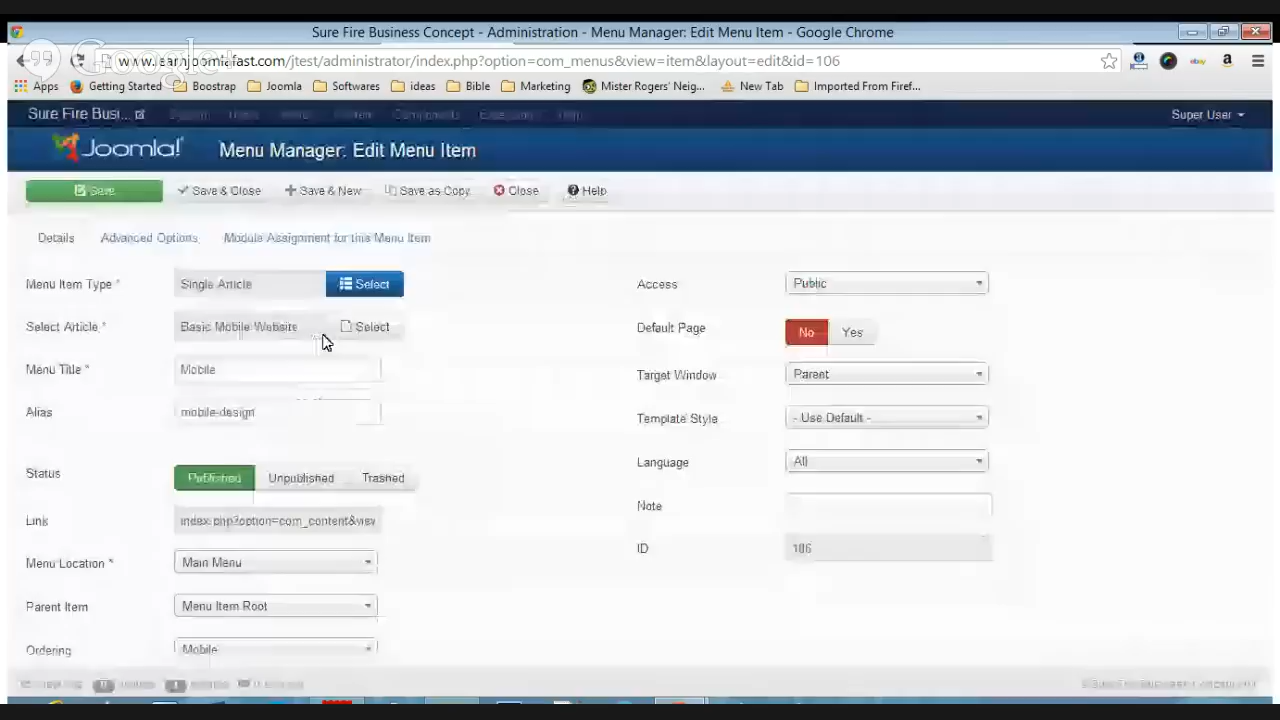 Sure Fire Business Concept - Administration - Menu Manager: Edit Menu Item - Google Chrome
Google+
www.learnjoomlafast.com/jtest/administrator/index.php?option=com_menus&view=item&layout=edit&id=106
Apps Getting Started Boostrap Joomla Softwares ideas Bible Marketing Mister Rogers' Neig... New Tab Imported From Firef...
Sure Fire Busi... Components Help Super User
Joomla! Menu Manager: Edit Menu Item
Save Save & Close Save & New Save as Copy Close Help
Details Advanced Options Module Assignment for this Menu Item
Menu Item Type * Single Article Select Access Public
Select Article * Basic Mobile Website Select Default Page No Yes
Menu Title * Mobile Target Window Parent
Alias mobile-design Template Style - Use Default -
Status Published Unpublished Trashed Language All
Link index.php?option=com_content&view Note
Menu Location * Main Menu ID 106
Parent Item Menu Item Root
Ordering Mobile